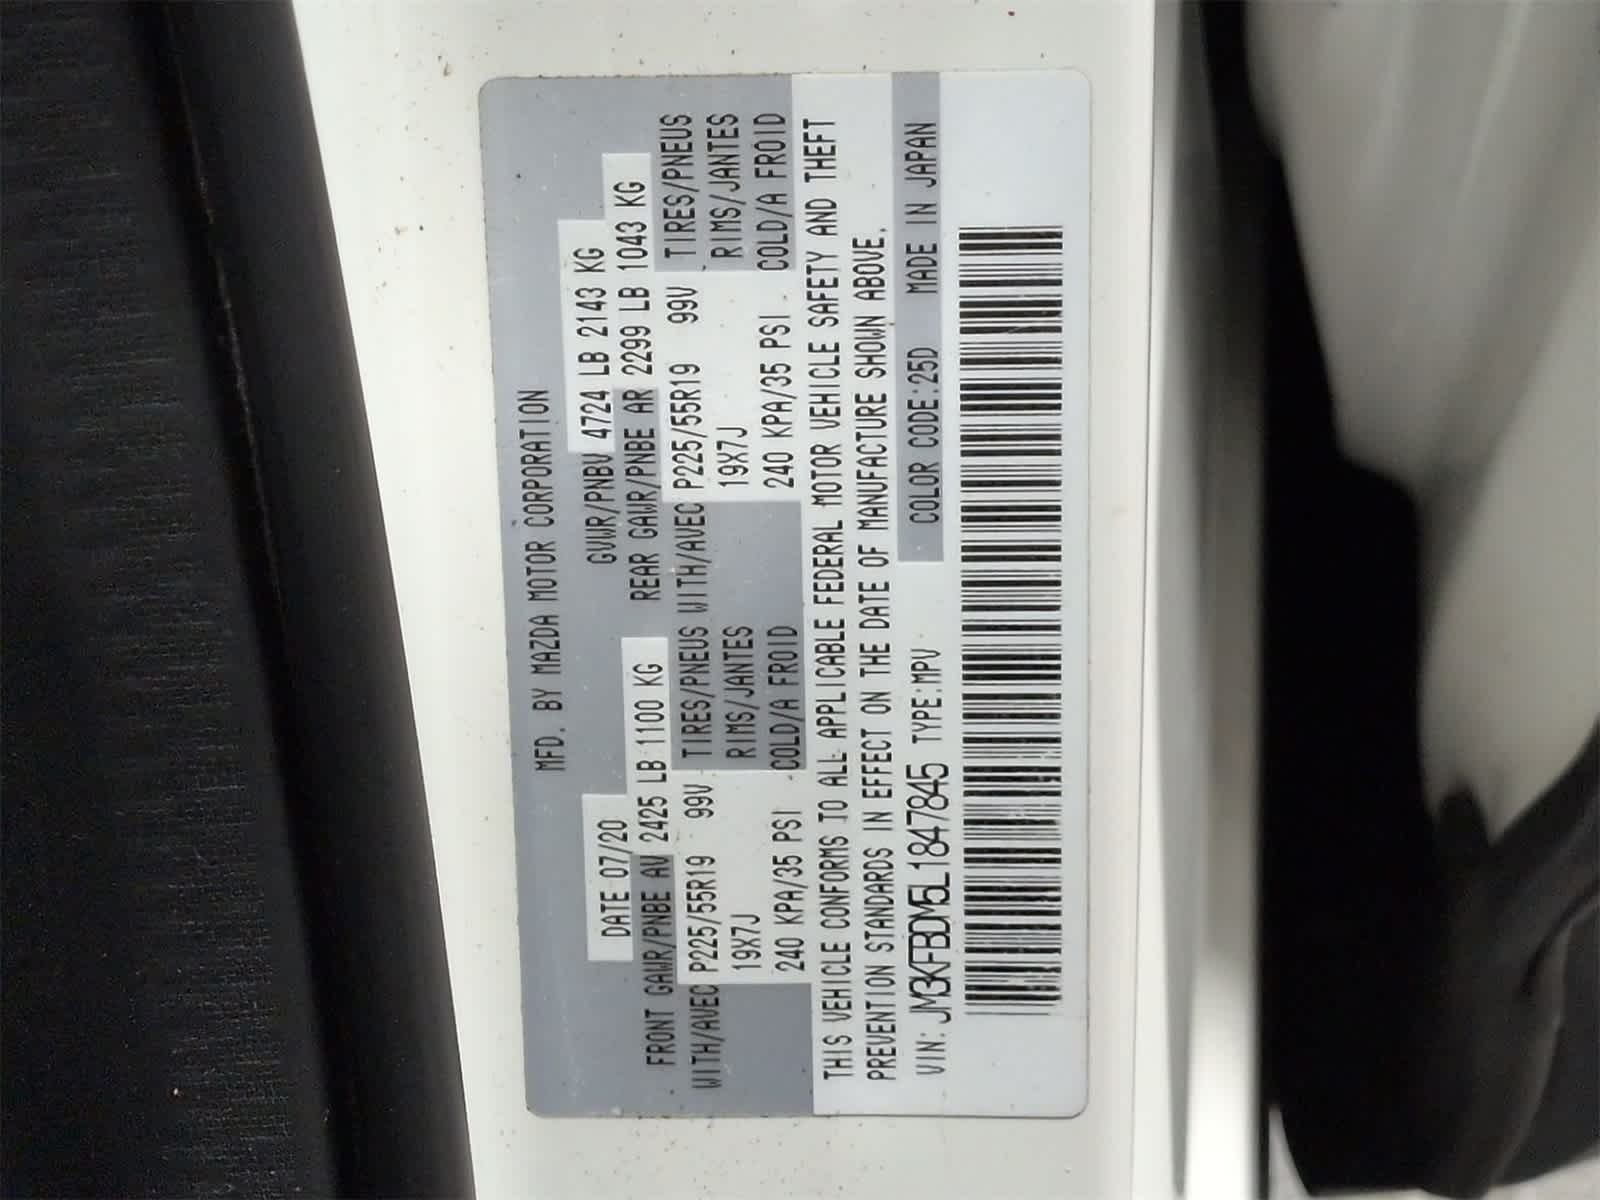 MFD. BY MAZDA MOTOR CORPORATION
DATE 07/20 GVWR/PNBV 4724 LB 2143 KG
FRONT GAWR/PNBE AV 2425 LB 1100 KG REAR GAWR/PNBE AR 2299 LB 1043 KG
WITH/AVEC P225/55R19 99V TIRES/PNEUS WITH/AVEC P225/55R19 99V TIRES/PNEUS
19X7J RIMS/JANTES 19X7J RIMS/JANTES
240 KPA/35 PSI COLD/A FROID 240 KPA/35 PSI COLD/A FROID
THIS VEHICLE CONFORMS TO ALL APPLICABLE FEDERAL MOTOR VEHICLE SAFETY AND THEFT
PREVENTION STANDARDS IN EFFECT ON THE DATE OF MANUFACTURE SHOWN ABOVE.
VIN: JM3KFBDM5L1847845 TYPE:MPV COLOR CODE:25D MADE IN JAPAN